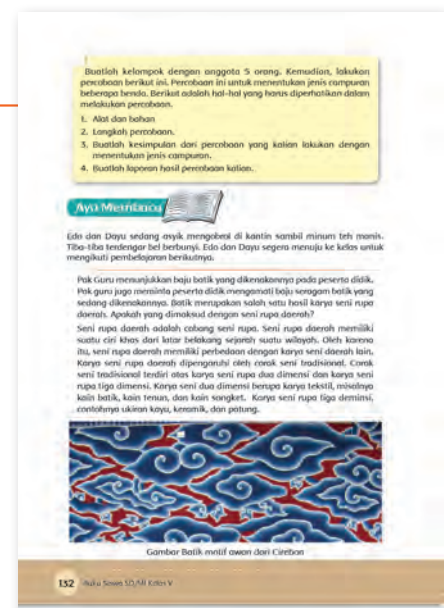 Buatlah kelompok dengan anggota 5 orang. Kemudian, lakukan
percobaan berikut ini. Percobaan ini untuk menentukan jenis campuran
beberapa benda. Berikut adalah hal-hal yang harus diperhatikan dalam
melakukan percobaan.
1. Alat dan bahan
2. Langkah percobaan.
3. Buatlah kesimpulan dari percobaan yang kalian lakukan dengan
menentukan jenis campuran.
4. Buatlah laporan hasil percobaan kalian.
Ayo Membaca
Edo dan Dayu sedang asyik mengobrol di kantin sambil minum teh manis.
Tiba-tiba terdengar bel berbunyi. Edo dan Dayu segera menuju ke kelas untuk
mengikuti pembelajaran berikutnya.
Pak Guru menunjukkan baju batik yang dikenakannya pada peserta didik.
Pak guru juga meminta peserta didik mengamati baju seragam batik yang
sedang dikenakannya. Batik merupakan salah satu hasil karya seni rupa
daerah. Apakah yang dimaksud dengan seni rupa daerah?
Seni rupa daerah adalah cabang seni rupa. Seni rupa daerah memiliki
suatu ciri khas dari latar belakang sejarah suatu wilayah. Oleh karena
itu, seni rupa daerah memiliki perbedaan dengan karya seni daerah lain.
Karya seni rupa daerah dipengaruhi oleh corak seni tradisional. Corak
seni tradisional terdiri atas karya seni rupa dua dimensi dan karya seni
rupa tiga dimensi. Karya seni dua dimensi berupa karya tekstil, misalnya
kain batik, kain tenun, dan kain songket. Karya seni rupa tiga deminsi,
contohnya ukiran kayu, keramik, dan patung.
Gambar Batik motif awan dari Cirebon
132 Buku Siswa SD/MI Kelas V